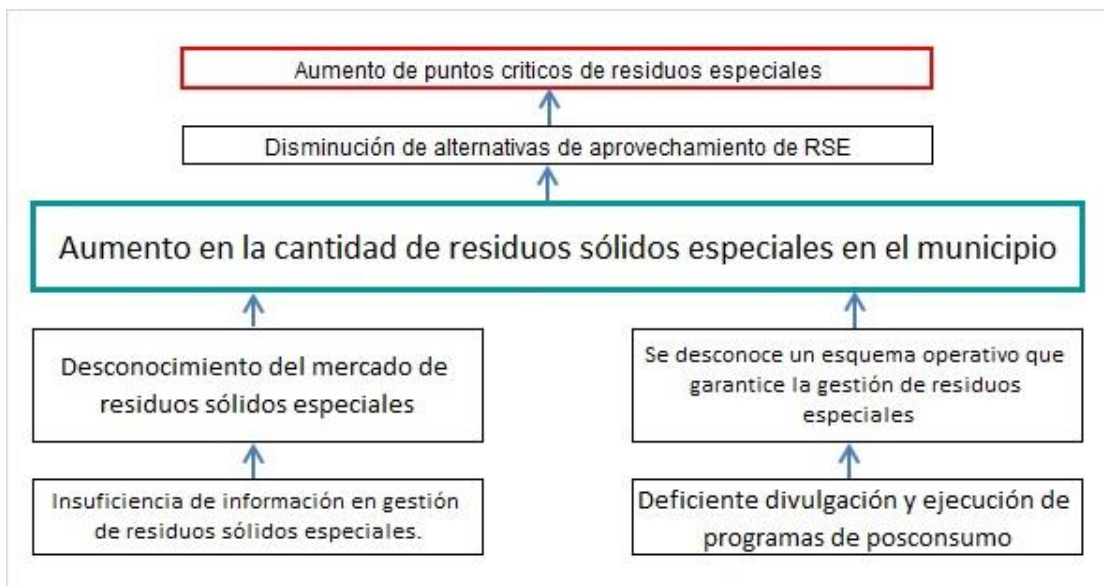 Aumento de puntos criticos de residuos especiales
Disminución de alternativas de aprovechamiento de RSE
Aumento en la cantidad de residuos sólidos especiales en el municipio
Desconocimiento del mercado de
residuos sólidos especiales
Se desconoce un esquema operativo que
garantice la gestión de residuos
especiales
Insuficiencia de información en gestión
de residuos sólidos especiales.
Deficiente divulgación y ejecución de
programas de posconsumo